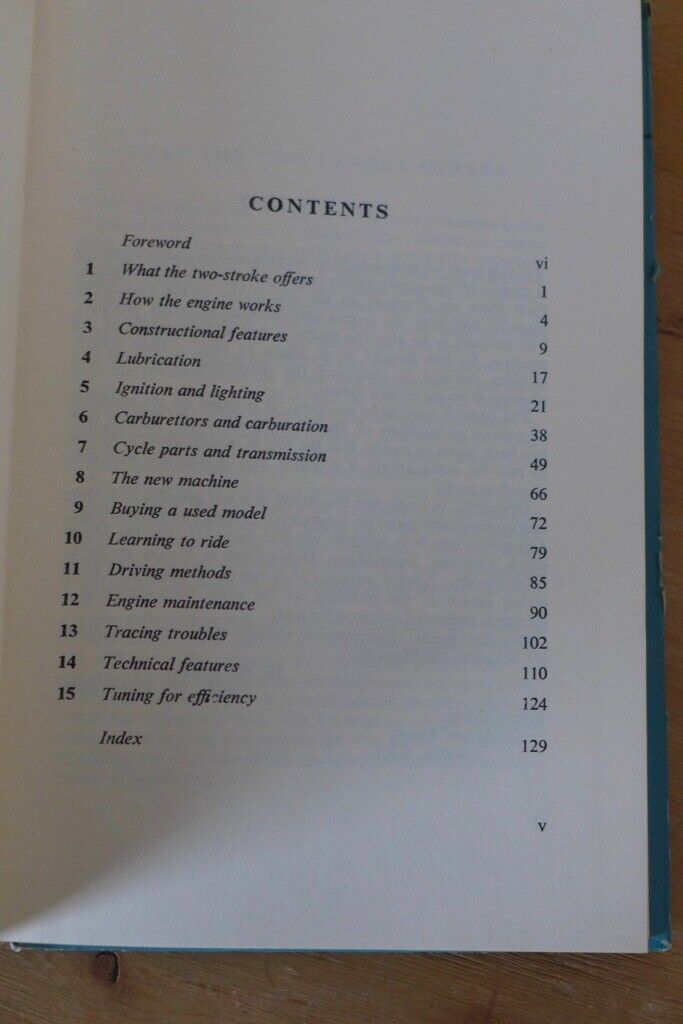 CONTENTS
Foreword vi
1 What the two-stroke offers 1
2 How the engine works 4
3 Constructional features 9
4 Lubrication 17
5 Ignition and lighting 21
6 Carburettors and carburation 38
7 Cycle parts and transmission 49
8 The new machine 66
9 Buying a used model 72
10 Learning to ride 79
11 Driving methods 85
12 Engine maintenance 90
13 Tracing troubles 102
14 Technical features 110
15 Tuning for efficiency 124
Index 129
v